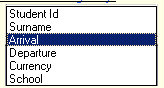 Student Id
Surname
Arrival
Departure
Currency
School